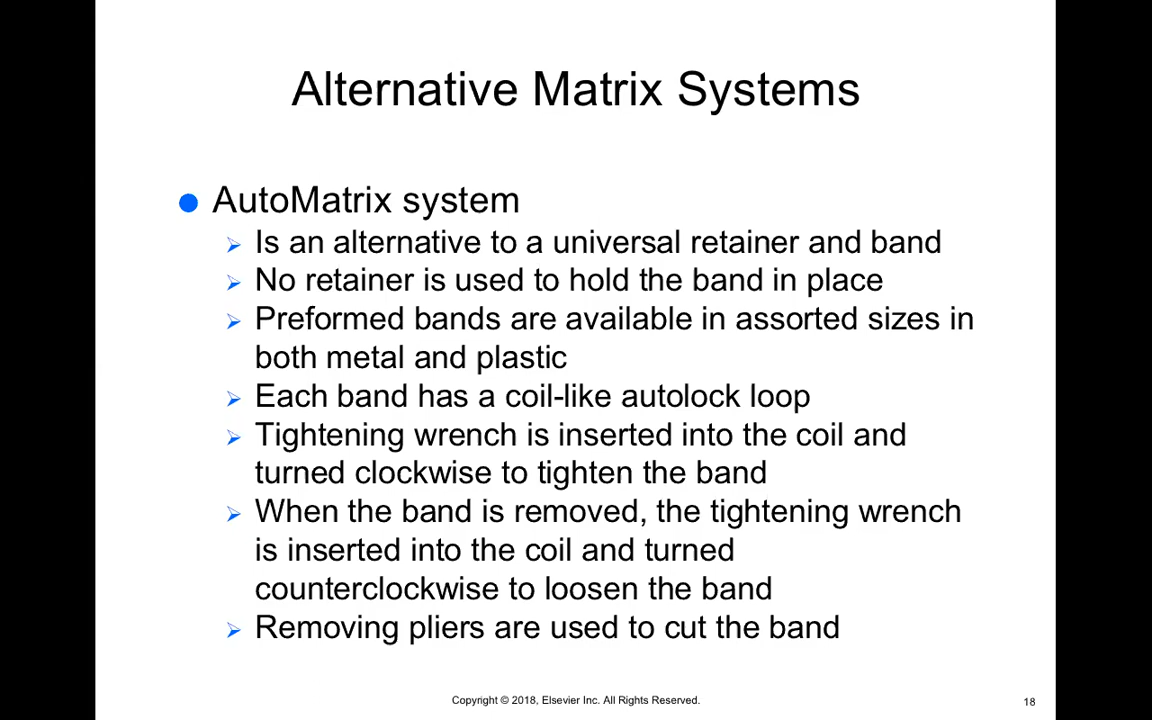 Alternative Matrix Systems
AutoMatrix system
Is an alternative to a universal retainer and band
No retainer is used to hold the band in place
Preformed bands are available in assorted sizes in
both metal and plastic
Each band has a coil-like autolock loop
Tightening wrench is inserted into the coil and
turned clockwise to tighten the band
When the band is removed, the tightening wrench
is inserted into the coil and turned
counterclockwise to loosen the band
Removing pliers are used to cut the band
Copyright © 2018, Elsevier Inc. All Rights Reserved.
18